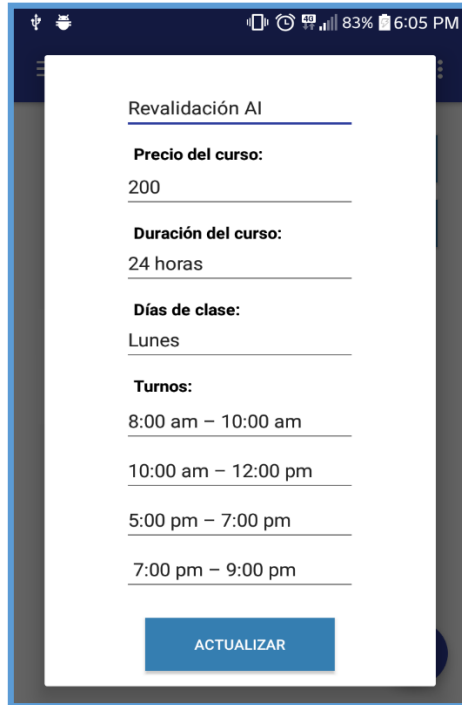 4G 83% 6:05 PM
Revalidación AI
Precio del curso:
200
Duración del curso:
24 horas
Días de clase:
Lunes
Turnos:
8:00 am – 10:00 am
10:00 am – 12:00 pm
5:00 pm – 7:00 pm
7:00 pm – 9:00 pm
ACTUALIZAR